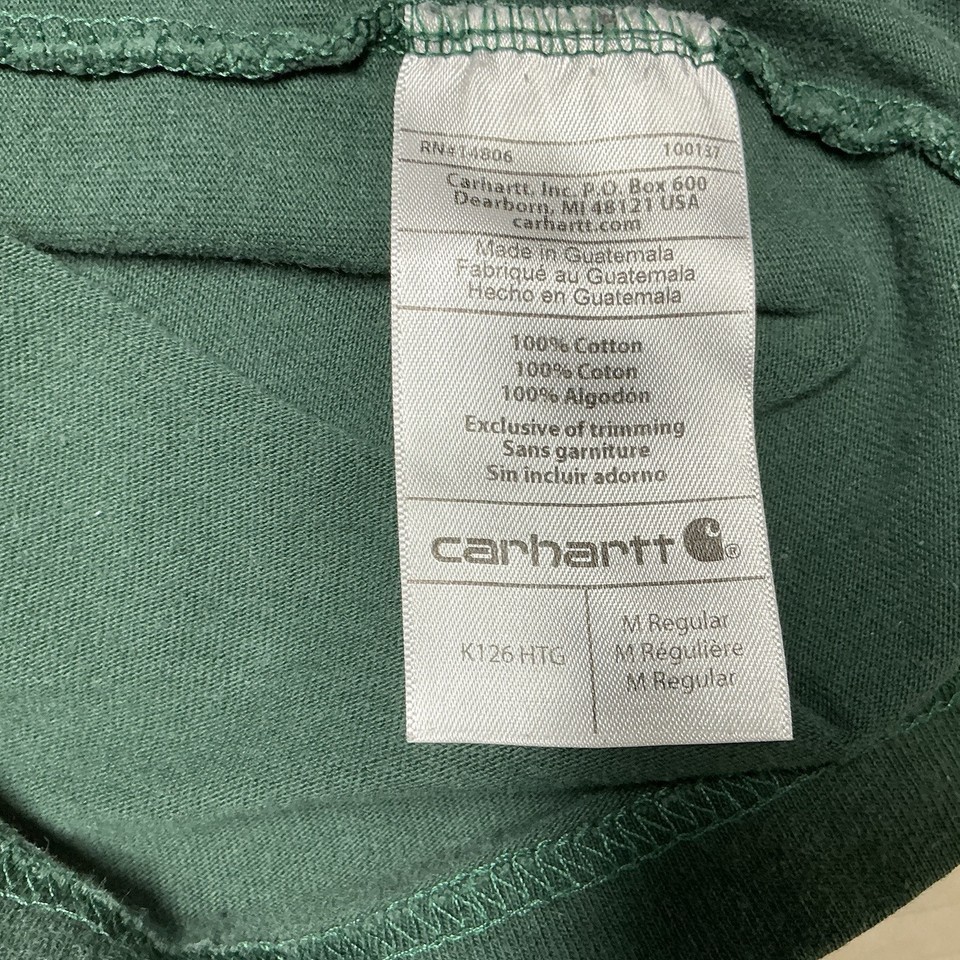 RN#14806 100137
Carhartt, Inc. P.O. Box 600
Dearborn, MI 48121 USA
carhartt.com
Made in Guatemala
Fabriqué au Guatemala
Hecho en Guatemala
100% Cotton
100% Coton
100% Algodón
Exclusive of trimming
Sans garniture
Sin incluir adorno
carhartt ®
K126 HTG
M Regular
M Régulière
M Regular